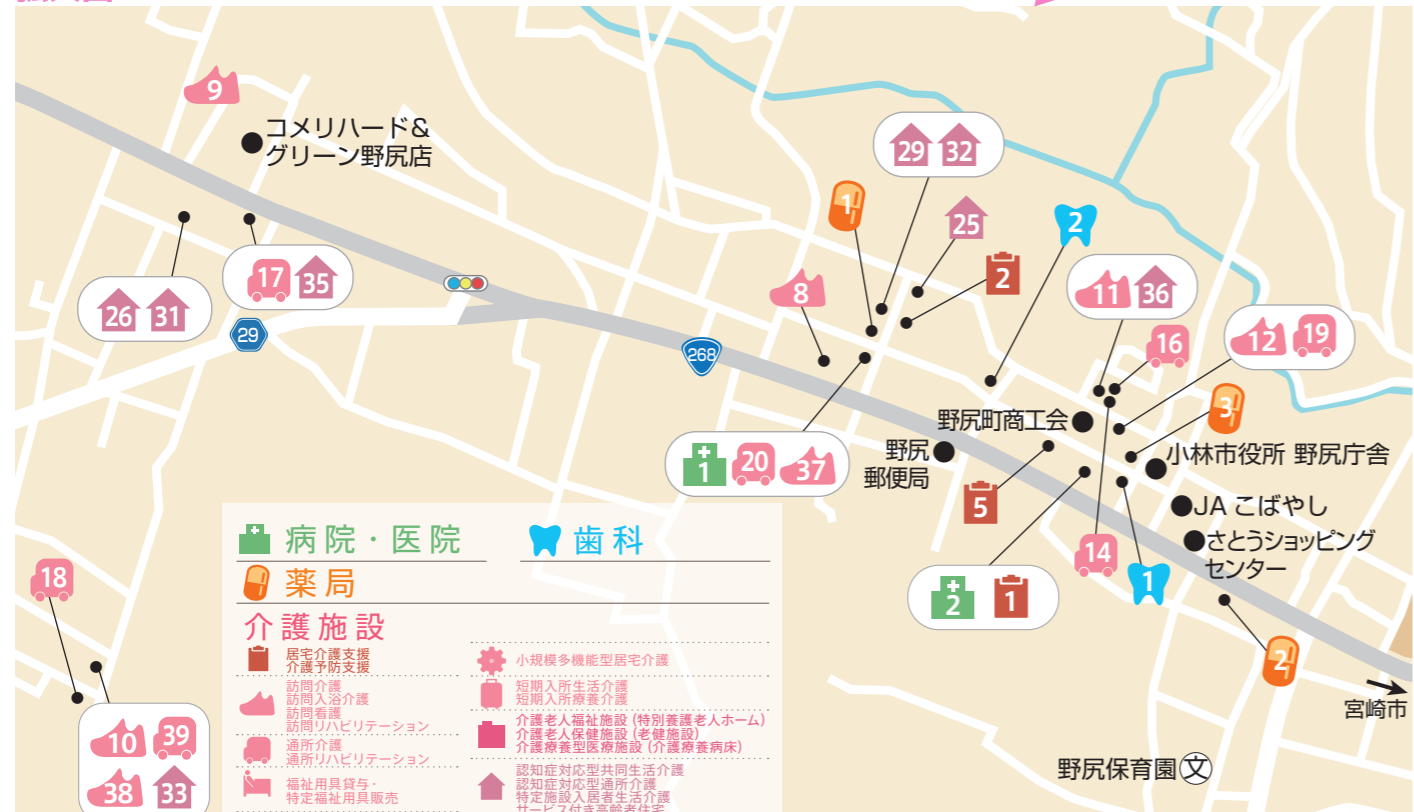 9
コメリハード&
グリーン野尻店
29 32
1
25
2
2
17 35
8
11 36
26 31
29
268
16
12 19
3
野尻町商工会
野尻
郵便局
小林市役所 野尻庁舎
1 20 37
5
JA こばやし
さとうショッピング
センター
14
1
2 1
18
2
宮崎市
10 39
38 33
野尻保育園 文
病院・医院
歯科
薬局
介護施設
居宅介護支援
介護予防支援
訪問介護
訪問入浴介護
訪問看護
訪問リハビリテーション
通所介護
通所リハビリテーション
福祉用具貸与・
特定福祉用具販売
小規模多機能型居宅介護
短期入所生活介護
短期入所療養介護
介護老人福祉施設(特別養護老人ホーム)
介護老人保健施設(老健施設)
介護療養型医療施設(介護療養病床)
認知症対応型共同生活介護
認知症対応型通所介護
特定施設入居者生活介護
サービス付き高齢者住宅